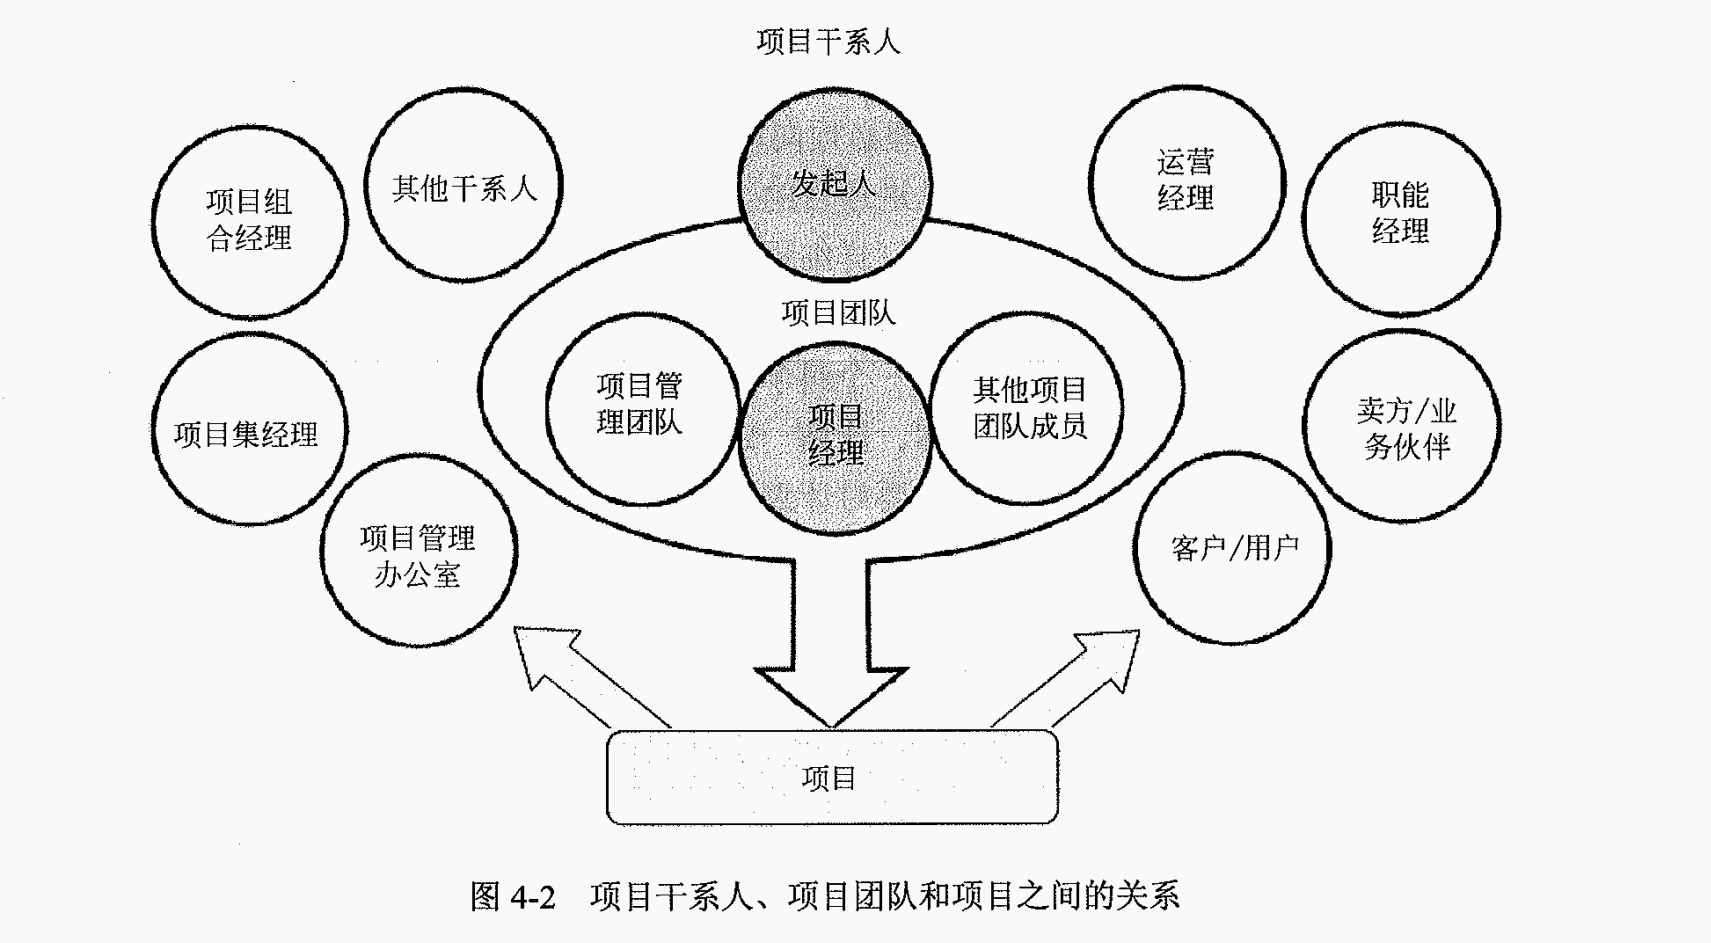 项目干系人
项目组
合经理
其他干系人
发起人
运营
经理
职能
经理
项目团队
项目管
理团队
项目
经理
其他项目
团队成员
项目集经理
卖方/业
务伙伴
项目管理
办公室
客户/用户
项目
图 4-2 项目干系人、项目团队和项目之间的关系